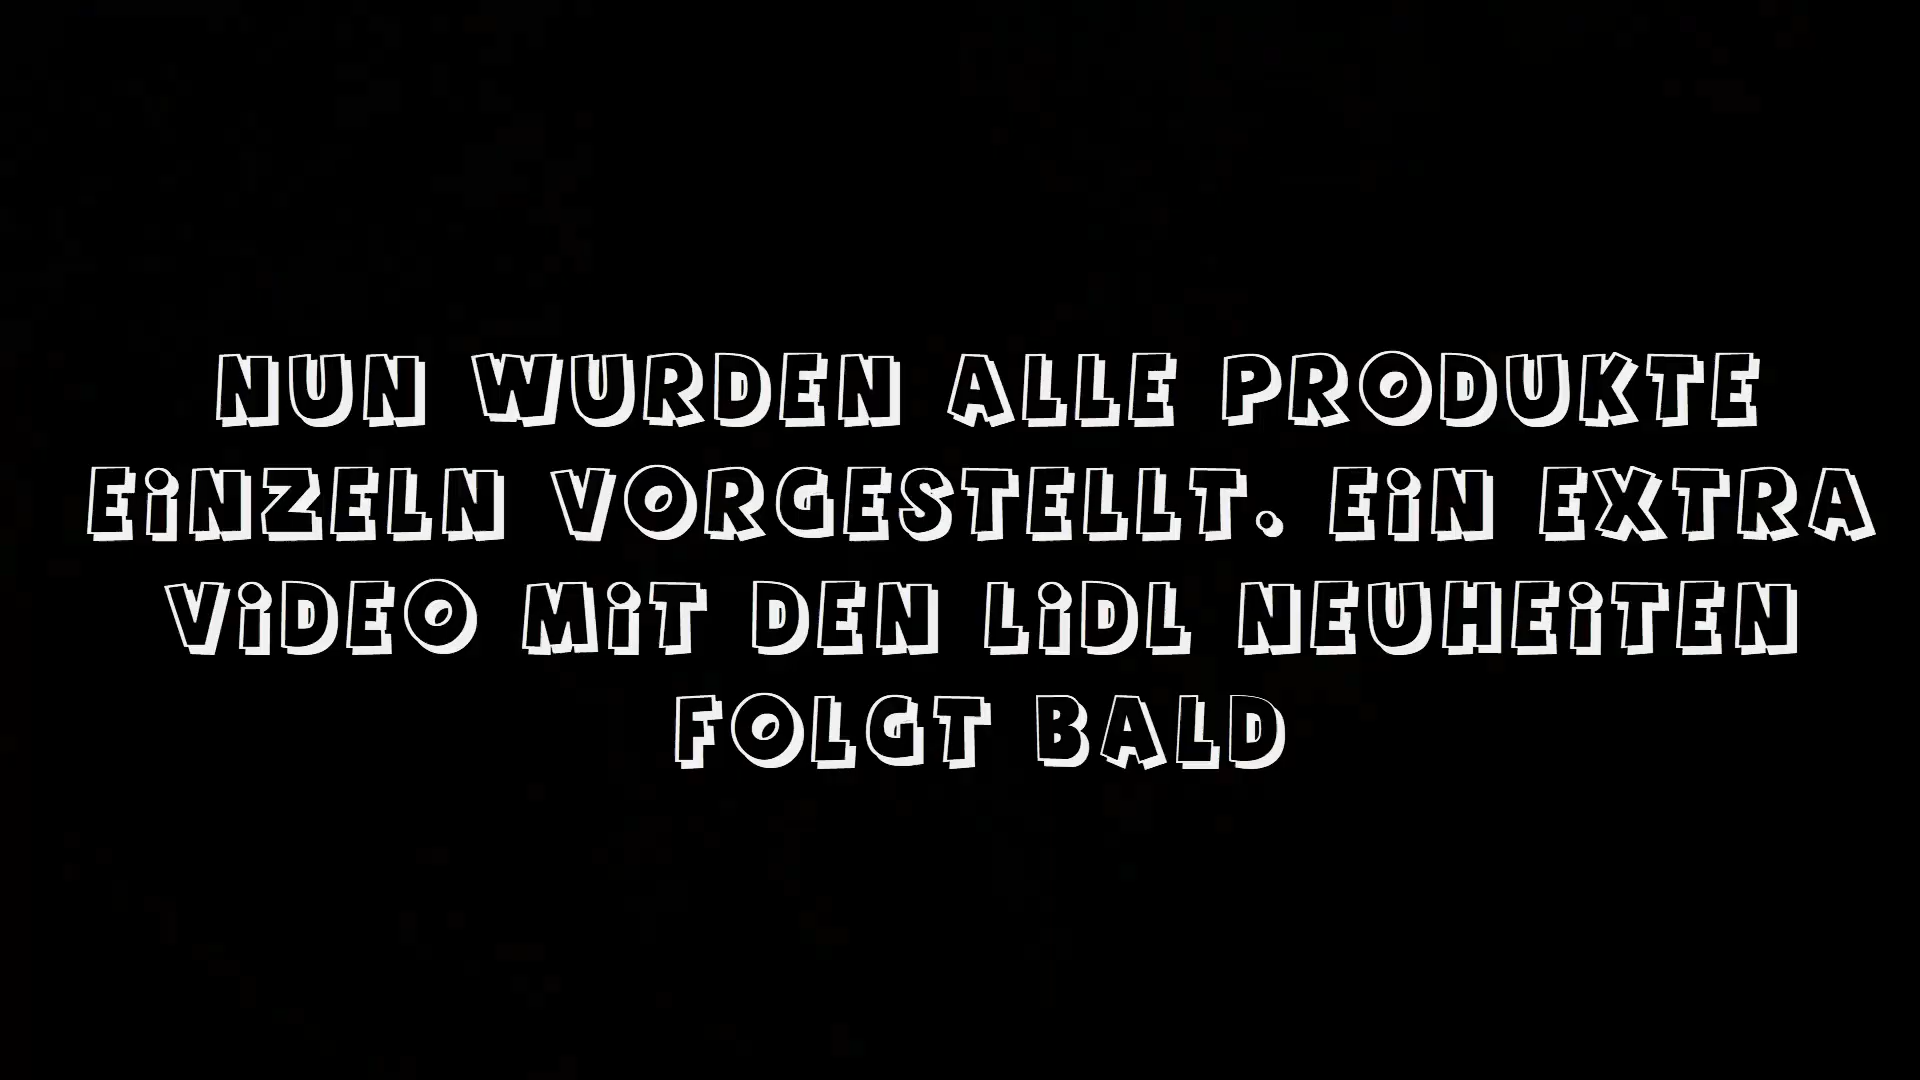 NUN WURDEN ALLE PRODUKTE
EiNZELN VORGESTELLT. EiN EXTRA
ViDEO MiT DEN LiDL NEUHEiTEN
FOLGT BALD